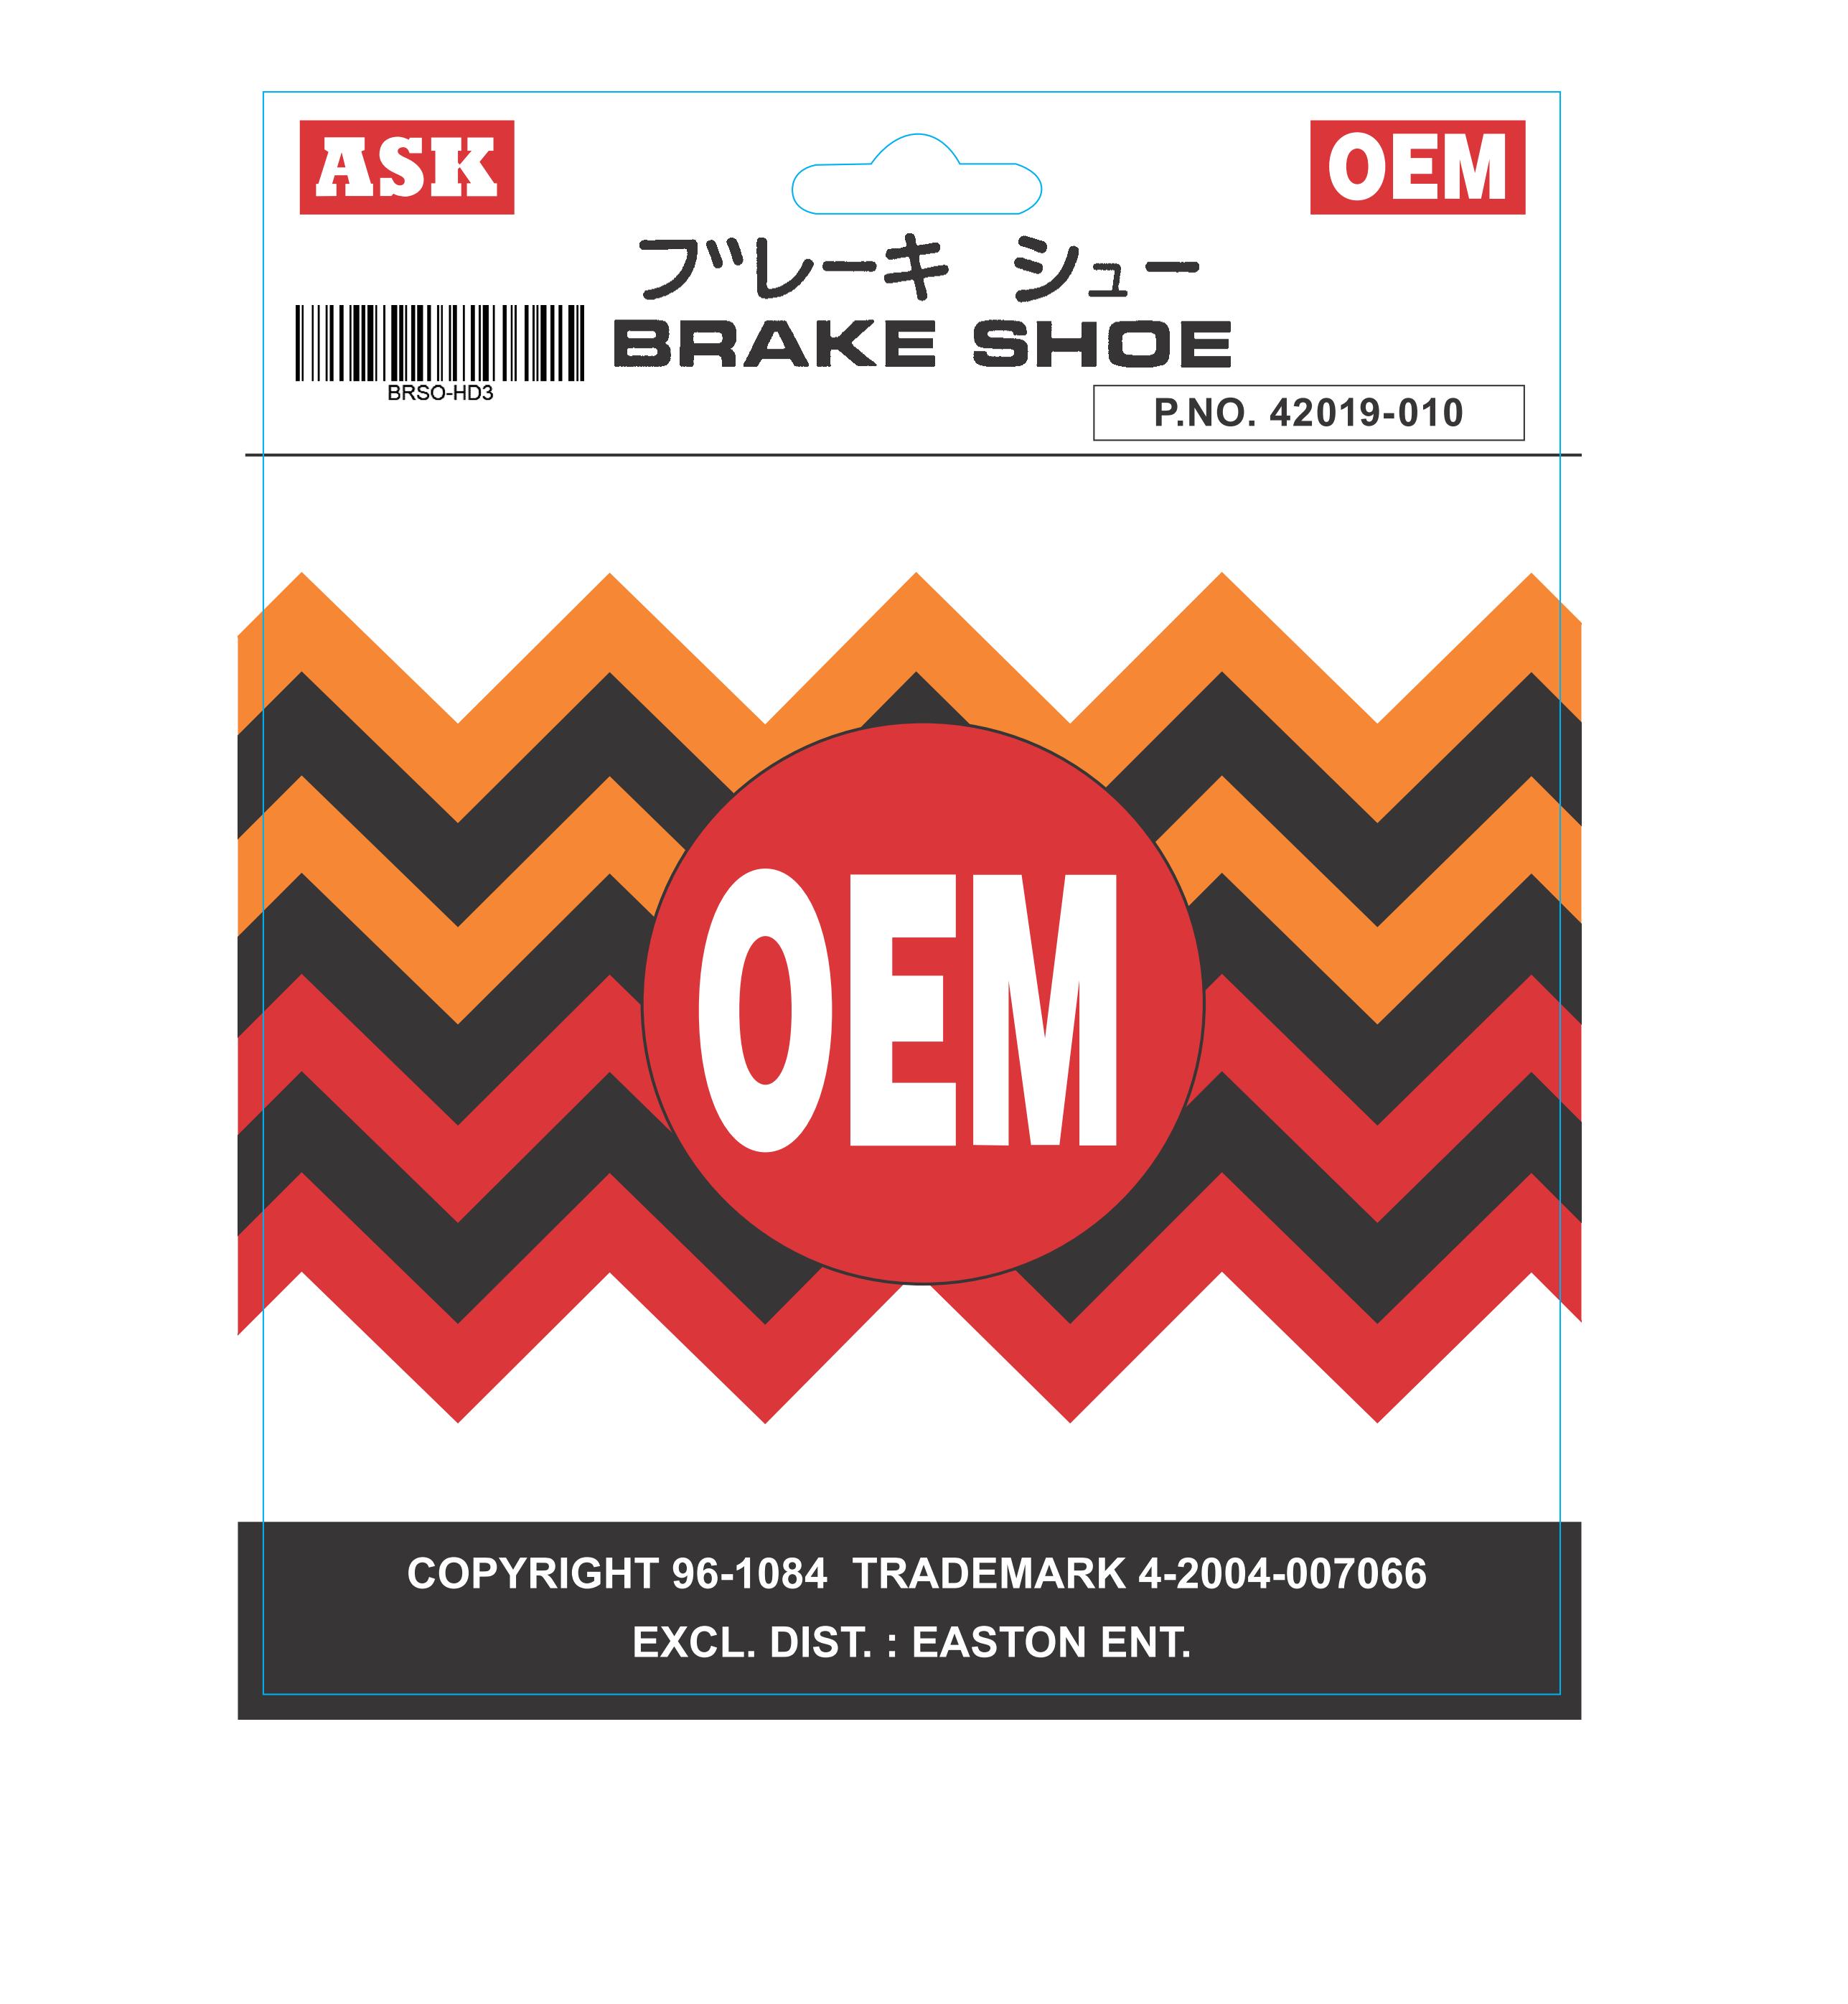 ASK
OEM
ブレーキ シュー
BRAKE SHOE
BRSO-HD3
P.NO. 42019-010
OEM
COPYRIGHT 96-1084 TRADEMARK 4-2004-007066
EXCL. DIST. : EASTON ENT.